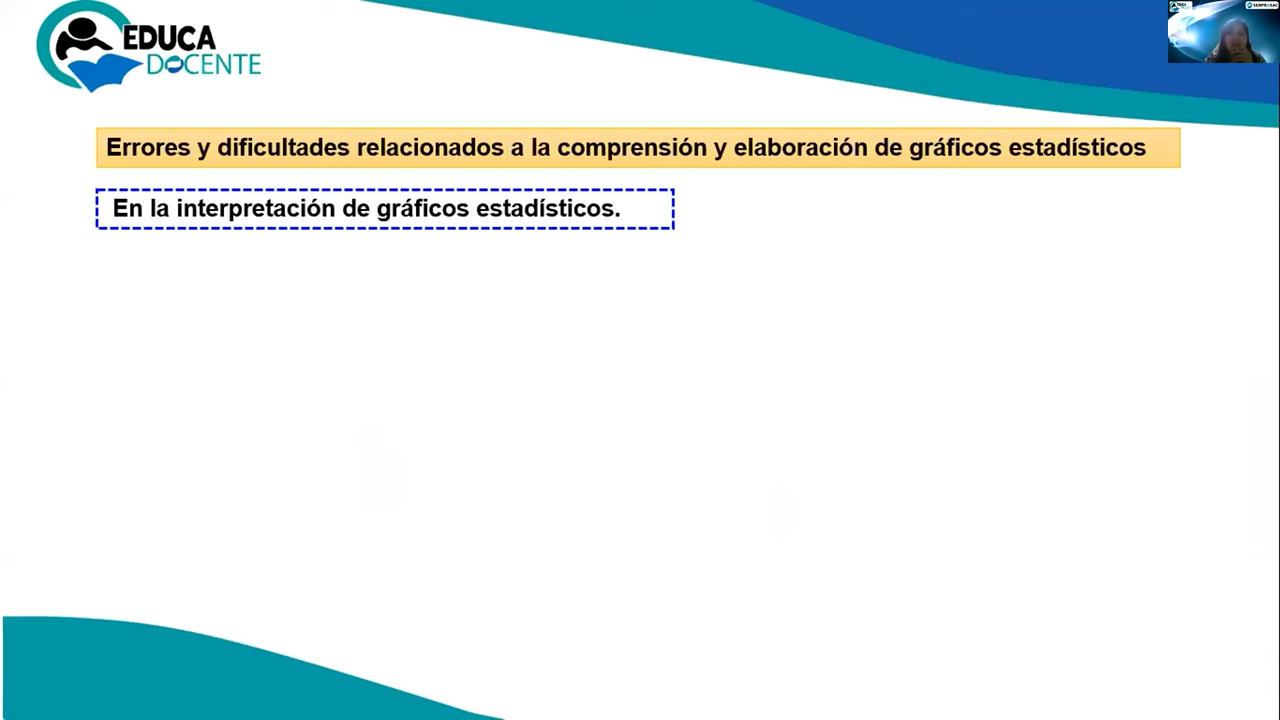 EDUCA
DOCENTE
Errores y dificultades relacionados a la comprensión y elaboración de gráficos estadísticos
En la interpretación de gráficos estadísticos.